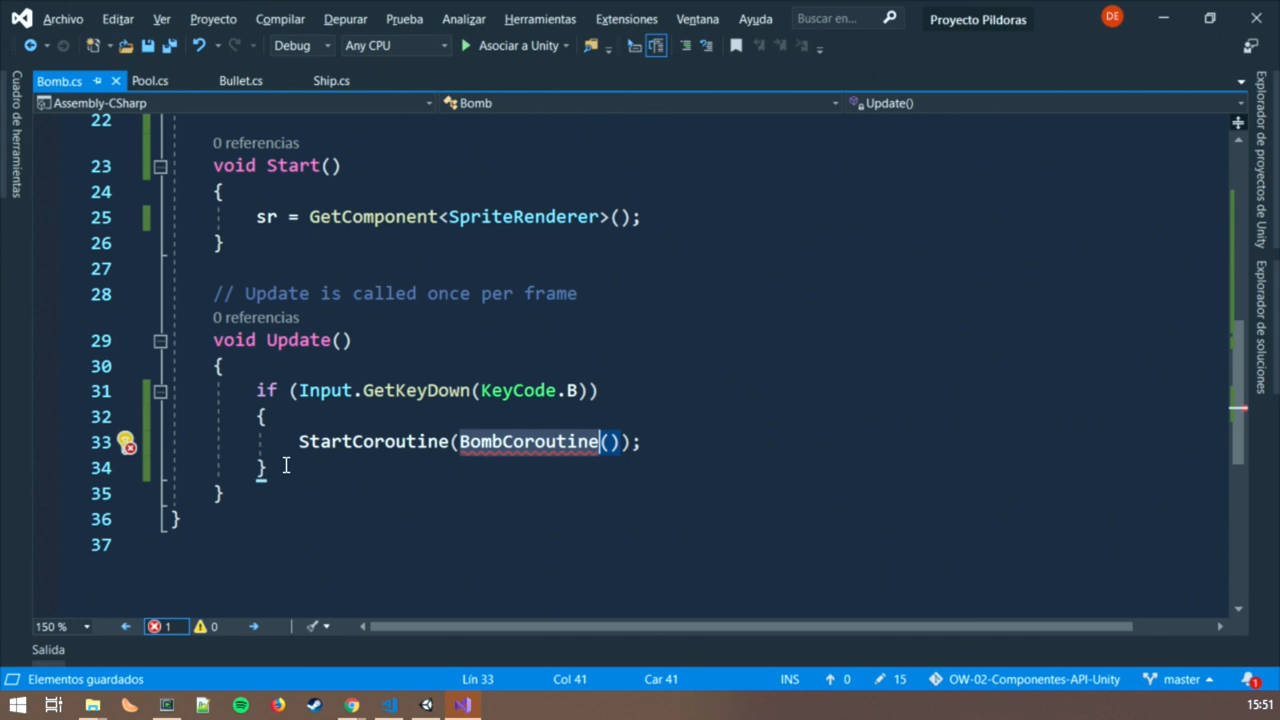 Archivo Editar Ver Proyecto Compilar Depurar Prueba Analizar Herramientas Extensiones Ventana Ayuda Buscar en... Proyecto Pildoras DE
Debug Any CPU Asociar a Unity
Bomb.cs Pool.cs Bullet.cs Ship.cs
Assembly-CSharp Bomb Update()
Cuadro de herramientas
Explorador de proyectos de Unity
Explorador de soluciones
22
0 referencias
23 void Start()
24 {
25 sr = GetComponent<SpriteRenderer>();
26 }
27
28 // Update is called once per frame
0 referencias
29 void Update()
30 {
31 if (Input.GetKeyDown(KeyCode.B))
32 {
33 StartCoroutine(BombCoroutine());
34 }
35 }
36 }
37
150 % 1 0
Salida
Elementos guardados Lín 33 Col 41 Car 41 INS 0 15 OW-02-Componentes-API-Unity master 1
15:51